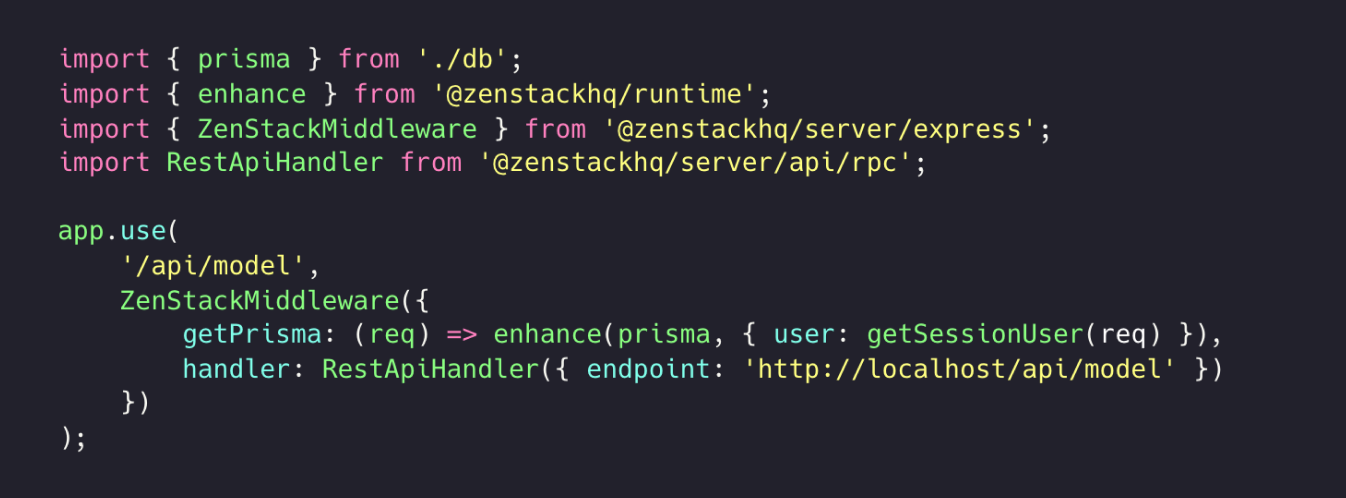 import { prisma } from './db';
import { enhance } from '@zenstackhq/runtime';
import { ZenStackMiddleware } from '@zenstackhq/server/express';
import RestApiHandler from '@zenstackhq/server/api/rpc';

app.use(
    '/api/model',
    ZenStackMiddleware({
        getPrisma: (req) => enhance(prisma, { user: getSessionUser(req) }),
        handler: RestApiHandler({ endpoint: 'http://localhost/api/model' })
    })
);